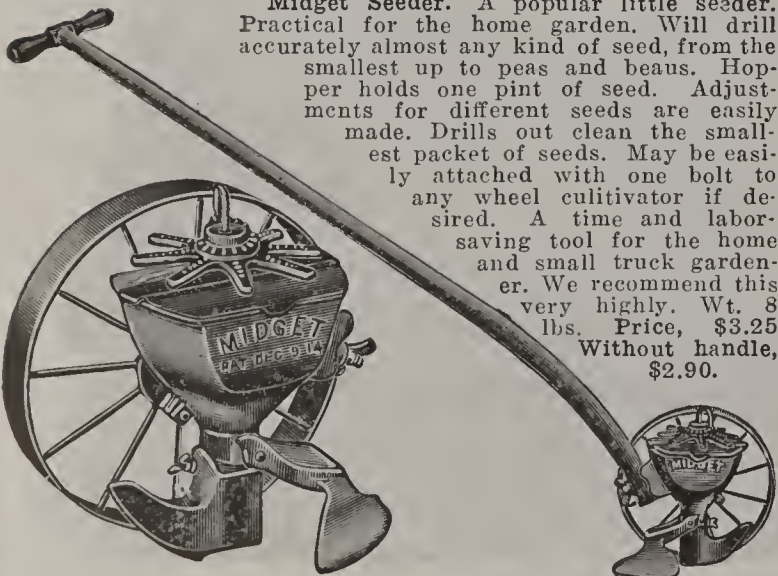 Midget Seeder. A popular little seeder.
Practical for the home garden. Will drill
accurately almost any kind of seed, from the
smallest up to peas and beaus. Hop-
per holds one pint of seed. Adjust-
ments for different seeds are easily
made. Drills out clean the small-
est packet of seeds. May be easi-
ly attached with one bolt to
any wheel culitivator if de-
sired. A time and labor-
saving tool for the home
and small truck garden-
er. We recommend this
very highly. Wt. 8
lbs. Price, $3.25
Without handle,
$2.90.
MIDGET
PAT. DEC. 9-14
MIDGET